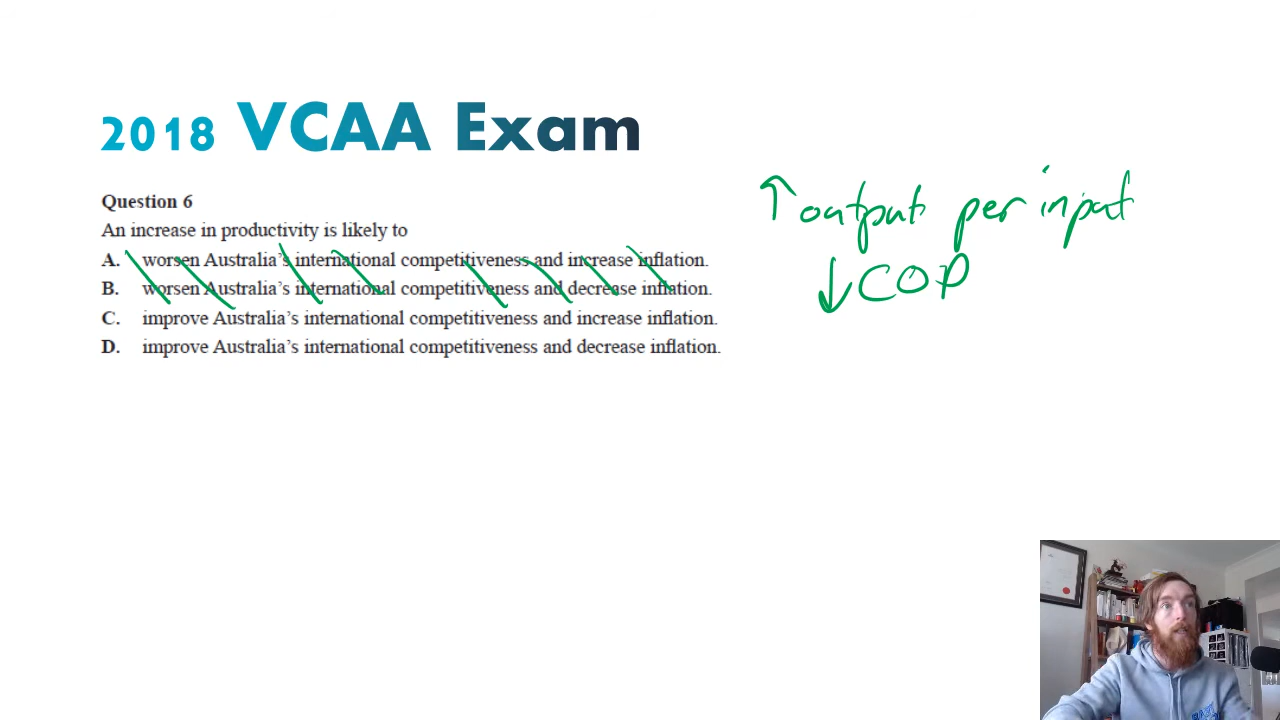 2018 VCAA Exam
Question 6
An increase in productivity is likely to
A. worsen Australia's international competitiveness and increase inflation.
B. worsen Australia's international competitiveness and decrease inflation.
C. improve Australia's international competitiveness and increase inflation.
D. improve Australia's international competitiveness and decrease inflation.
↑ output per input
↓ COP